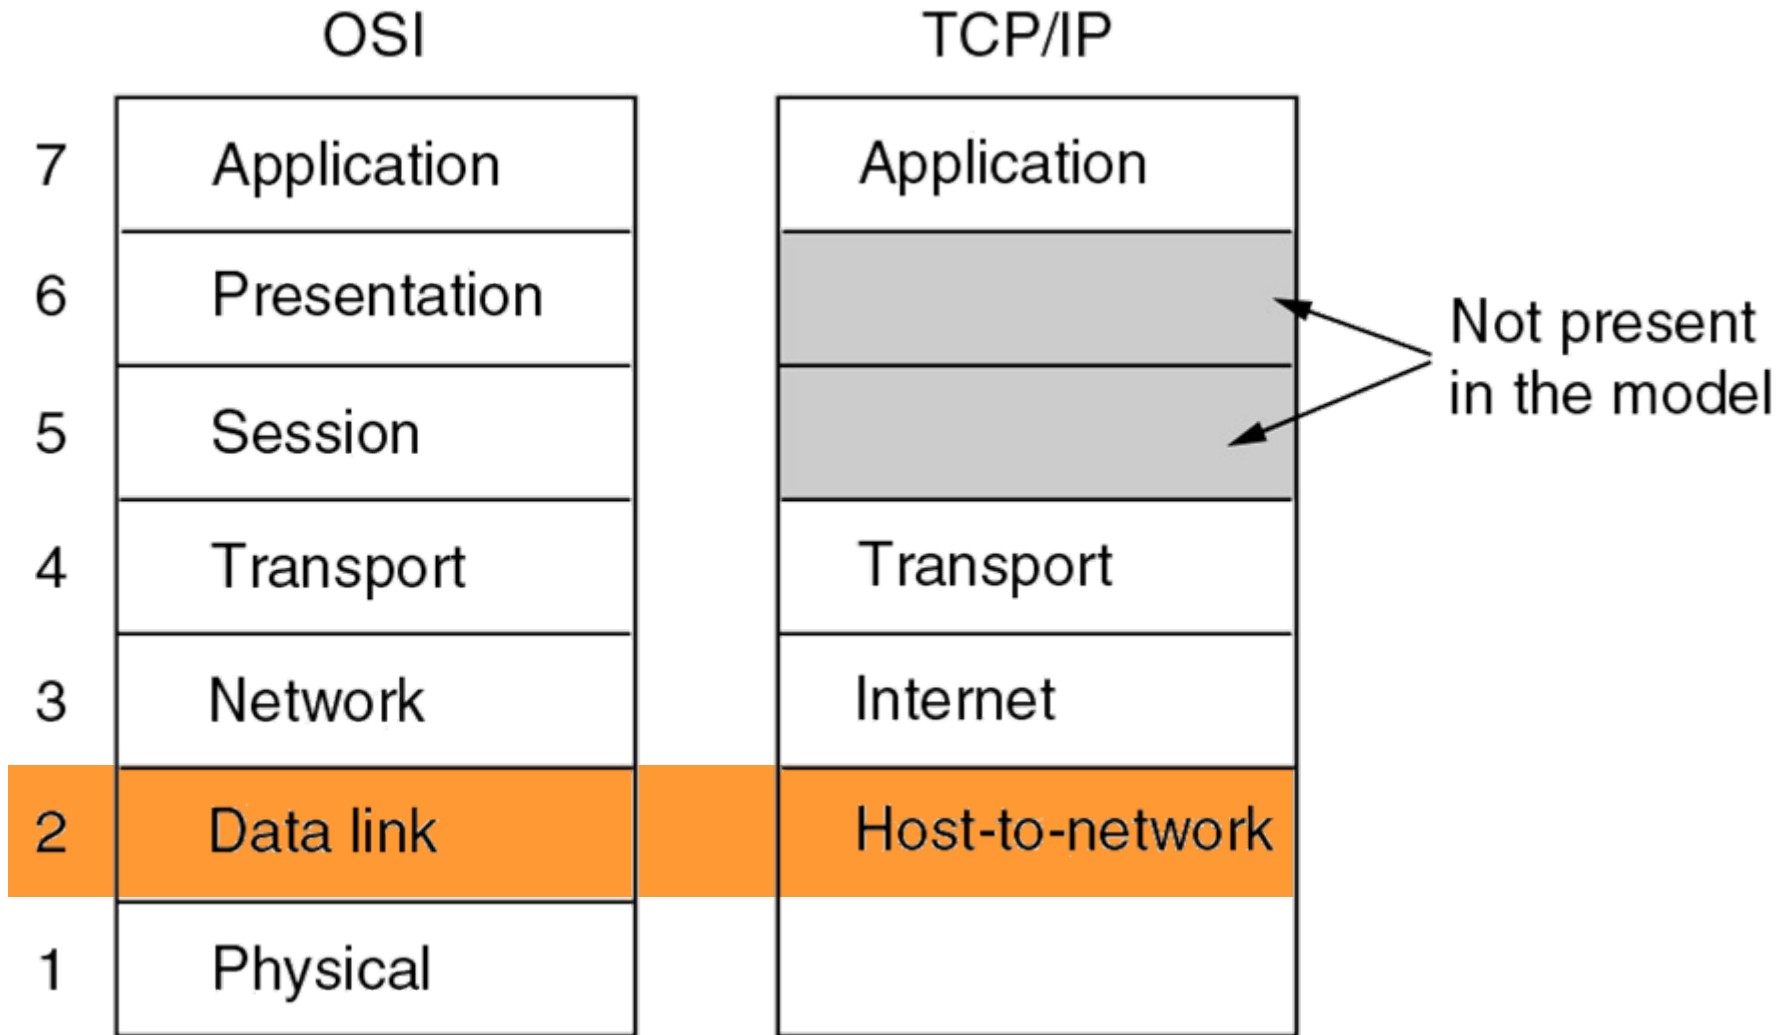 OSI TCP/IP
7 Application Application
6 Presentation
Not present
in the model
5 Session
4 Transport Transport
3 Network Internet
2 Data link Host-to-network
1 Physical